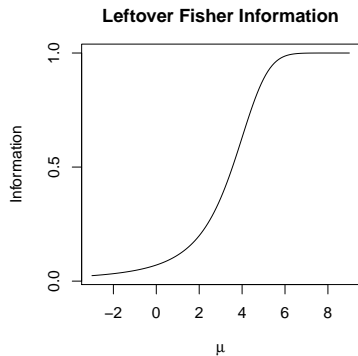 Leftover Fisher Information
Information
1.0
0.5
0.0
−2 0 2 4 6 8
μ